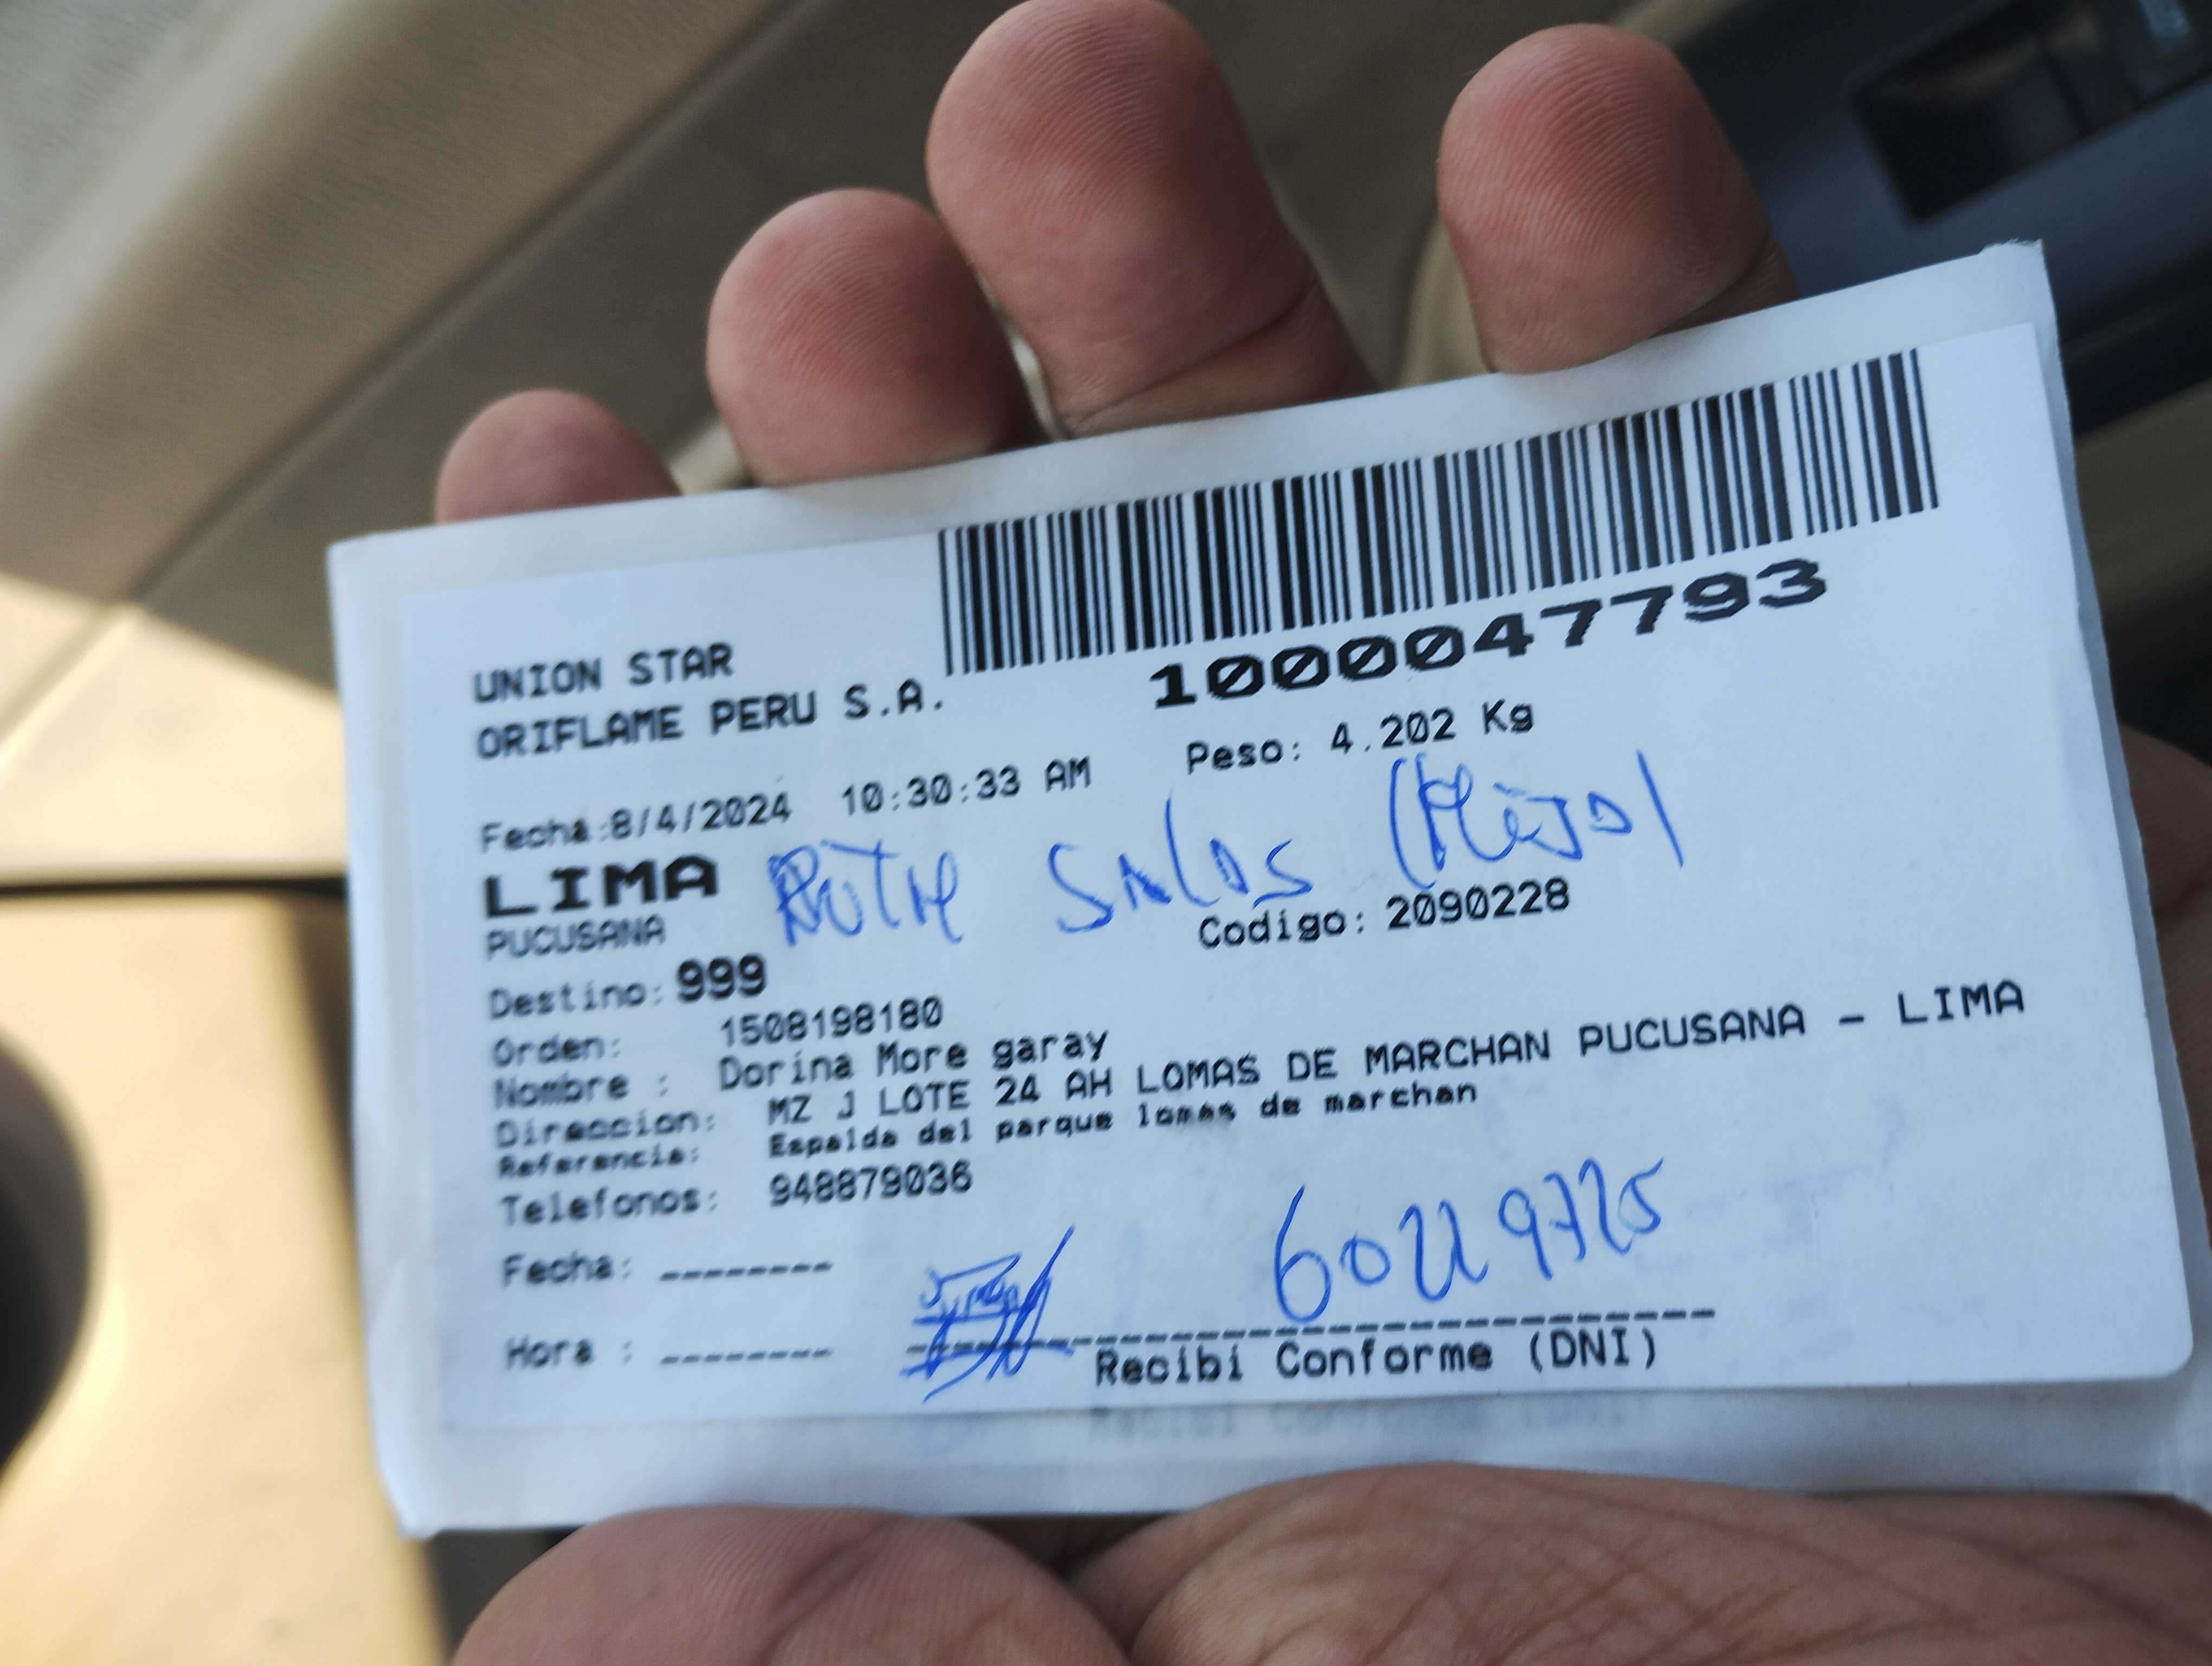 UNION STAR
ORIFLAME PERU S.A.
1000047793
Fecha:8/4/2024 10:30:33 AM Peso: 4.202 Kg
LIMA RUTH SALAS
PUCUSANA
Codigo: 2090228
Destino: 999
Orden: 1508198180
Nombre : Dorina More garay
Direccion: MZ J LOTE 24 AH LOMAS DE MARCHAN PUCUSANA - LIMA
Referencia: Espalda del parque lomas de marchan
Telefonos: 948879036
Fecha: --------
60229725
Hora : --------
Recibi Conforme (DNI)